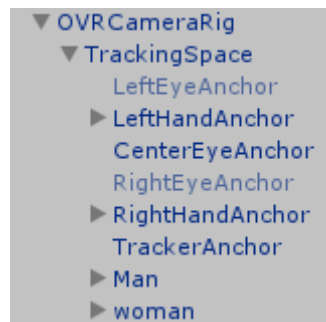 OVRCameraRig
TrackingSpace
LeftEyeAnchor
LeftHandAnchor
CenterEyeAnchor
RightEyeAnchor
RightHandAnchor
TrackerAnchor
Man
woman